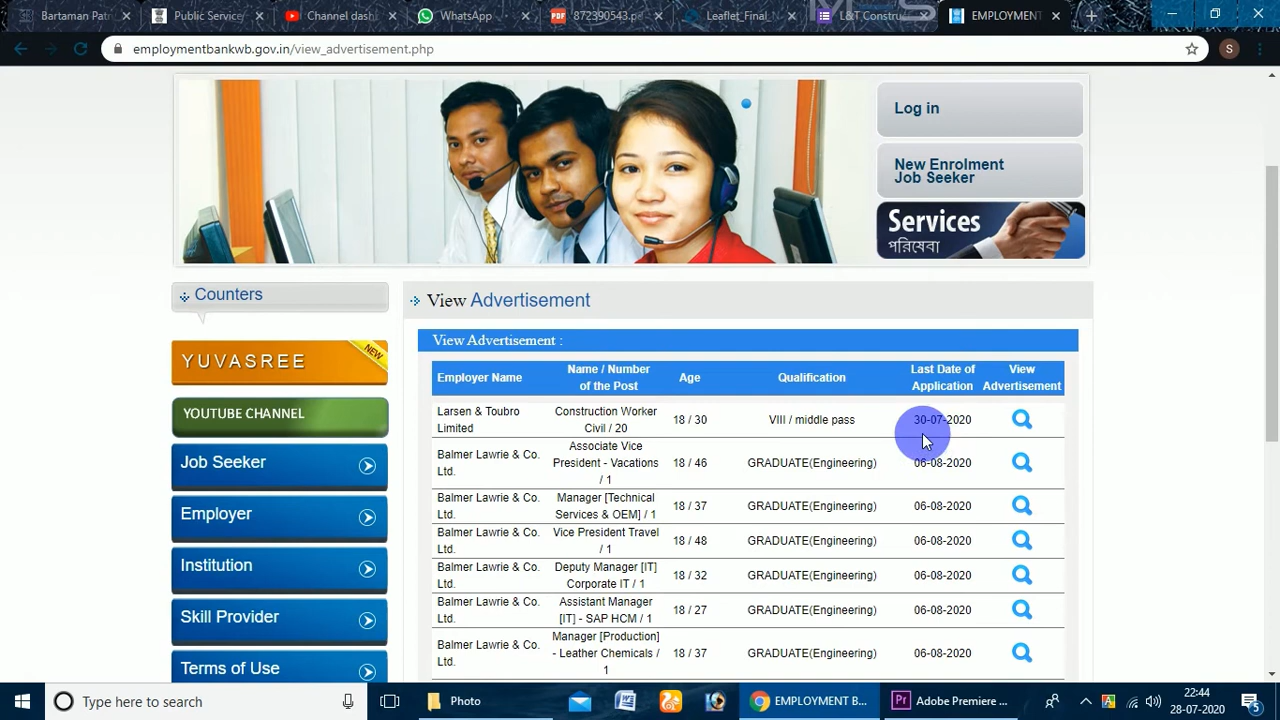 Bartaman Pat
Public Service
Channel dash
WhatsApp
872390543.pdf
Leaflet_Final_N
L&T Construc
EMPLOYMENT
employmentbankwb.gov.in/view_advertisement.php
S
Log in
New Enrolment
Job Seeker
Services
পরিষেবা
Counters
YUVASREE
NEW
YOUTUBE CHANNEL
Job Seeker
Employer
Institution
Skill Provider
Terms of Use
View Advertisement
View Advertisement :
Employer Name Name / Number of the Post Age Qualification Last Date of Application View Advertisement
Larsen & Toubro Limited Construction Worker Civil / 20 18 / 30 VIII / middle pass 30-07-2020
Balmer Lawrie & Co. Ltd. Associate Vice President - Vacations / 1 18 / 46 GRADUATE(Engineering) 06-08-2020
Balmer Lawrie & Co. Ltd. Manager [Technical Services & OEM] / 1 18 / 37 GRADUATE(Engineering) 06-08-2020
Balmer Lawrie & Co. Ltd. Vice President Travel / 1 18 / 48 GRADUATE(Engineering) 06-08-2020
Balmer Lawrie & Co. Ltd. Deputy Manager [IT] Corporate IT / 1 18 / 32 GRADUATE(Engineering) 06-08-2020
Balmer Lawrie & Co. Ltd. Assistant Manager [IT] - SAP HCM / 1 18 / 27 GRADUATE(Engineering) 06-08-2020
Balmer Lawrie & Co. Ltd. Manager [Production] - Leather Chemicals / 1 18 / 37 GRADUATE(Engineering) 06-08-2020
Type here to search
Photo
EMPLOYMENT B...
Adobe Premiere ...
22:44
28-07-2020
5